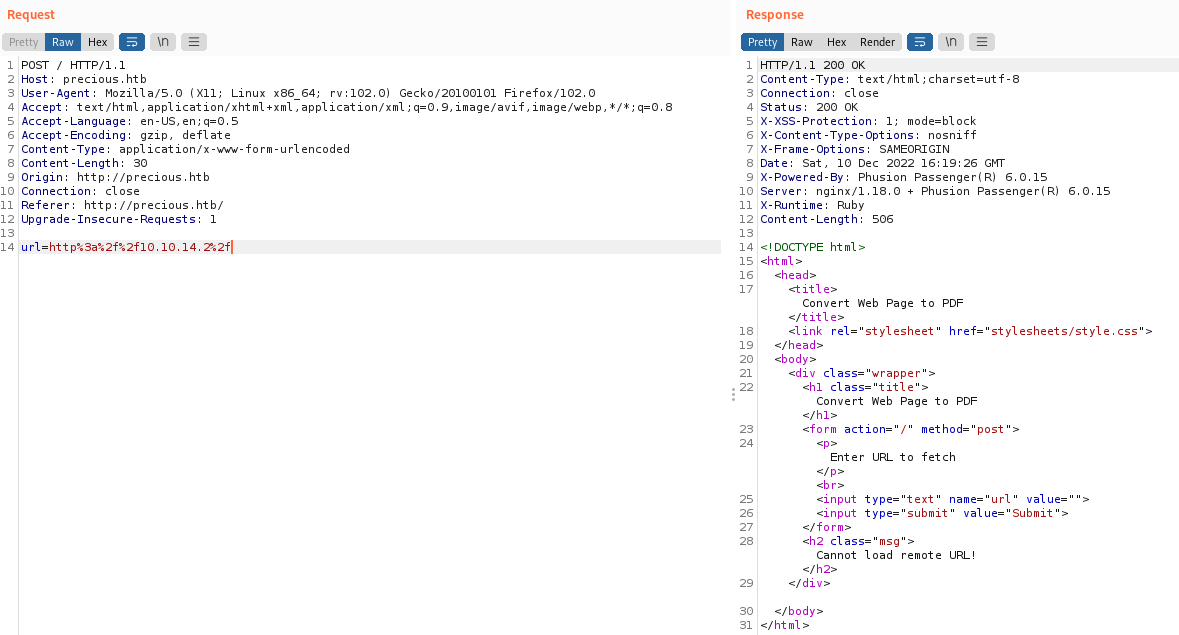 Request
Pretty Raw Hex \n
1 POST / HTTP/1.1
2 Host: precious.htb
3 User-Agent: Mozilla/5.0 (X11; Linux x86_64; rv:102.0) Gecko/20100101 Firefox/102.0
4 Accept: text/html,application/xhtml+xml,application/xml;q=0.9,image/avif,image/webp,*/*;q=0.8
5 Accept-Language: en-US,en;q=0.5
6 Accept-Encoding: gzip, deflate
7 Content-Type: application/x-www-form-urlencoded
8 Content-Length: 30
9 Origin: http://precious.htb
10 Connection: close
11 Referer: http://precious.htb/
12 Upgrade-Insecure-Requests: 1
13
14 url=http%3a%2f%2f10.10.14.2%2f
Response
Pretty Raw Hex Render \n
1 HTTP/1.1 200 OK
2 Content-Type: text/html;charset=utf-8
3 Connection: close
4 Status: 200 OK
5 X-XSS-Protection: 1; mode=block
6 X-Content-Type-Options: nosniff
7 X-Frame-Options: SAMEORIGIN
8 Date: Sat, 10 Dec 2022 16:19:26 GMT
9 X-Powered-By: Phusion Passenger(R) 6.0.15
10 Server: nginx/1.18.0 + Phusion Passenger(R) 6.0.15
11 X-Runtime: Ruby
12 Content-Length: 506
13
14 <!DOCTYPE html>
15 <html>
16 <head>
17 <title>
Convert Web Page to PDF
</title>
18 <link rel="stylesheet" href="stylesheets/style.css">
19 </head>
20 <body>
21 <div class="wrapper">
22 <h1 class="title">
Convert Web Page to PDF
</h1>
23 <form action="/" method="post">
24 <p>
Enter URL to fetch
</p>
<br>
25 <input type="text" name="url" value="">
26 <input type="submit" value="Submit">
27 </form>
28 <h2 class="msg">
Cannot load remote URL!
</h2>
29 </div>
30 </body>
31 </html>